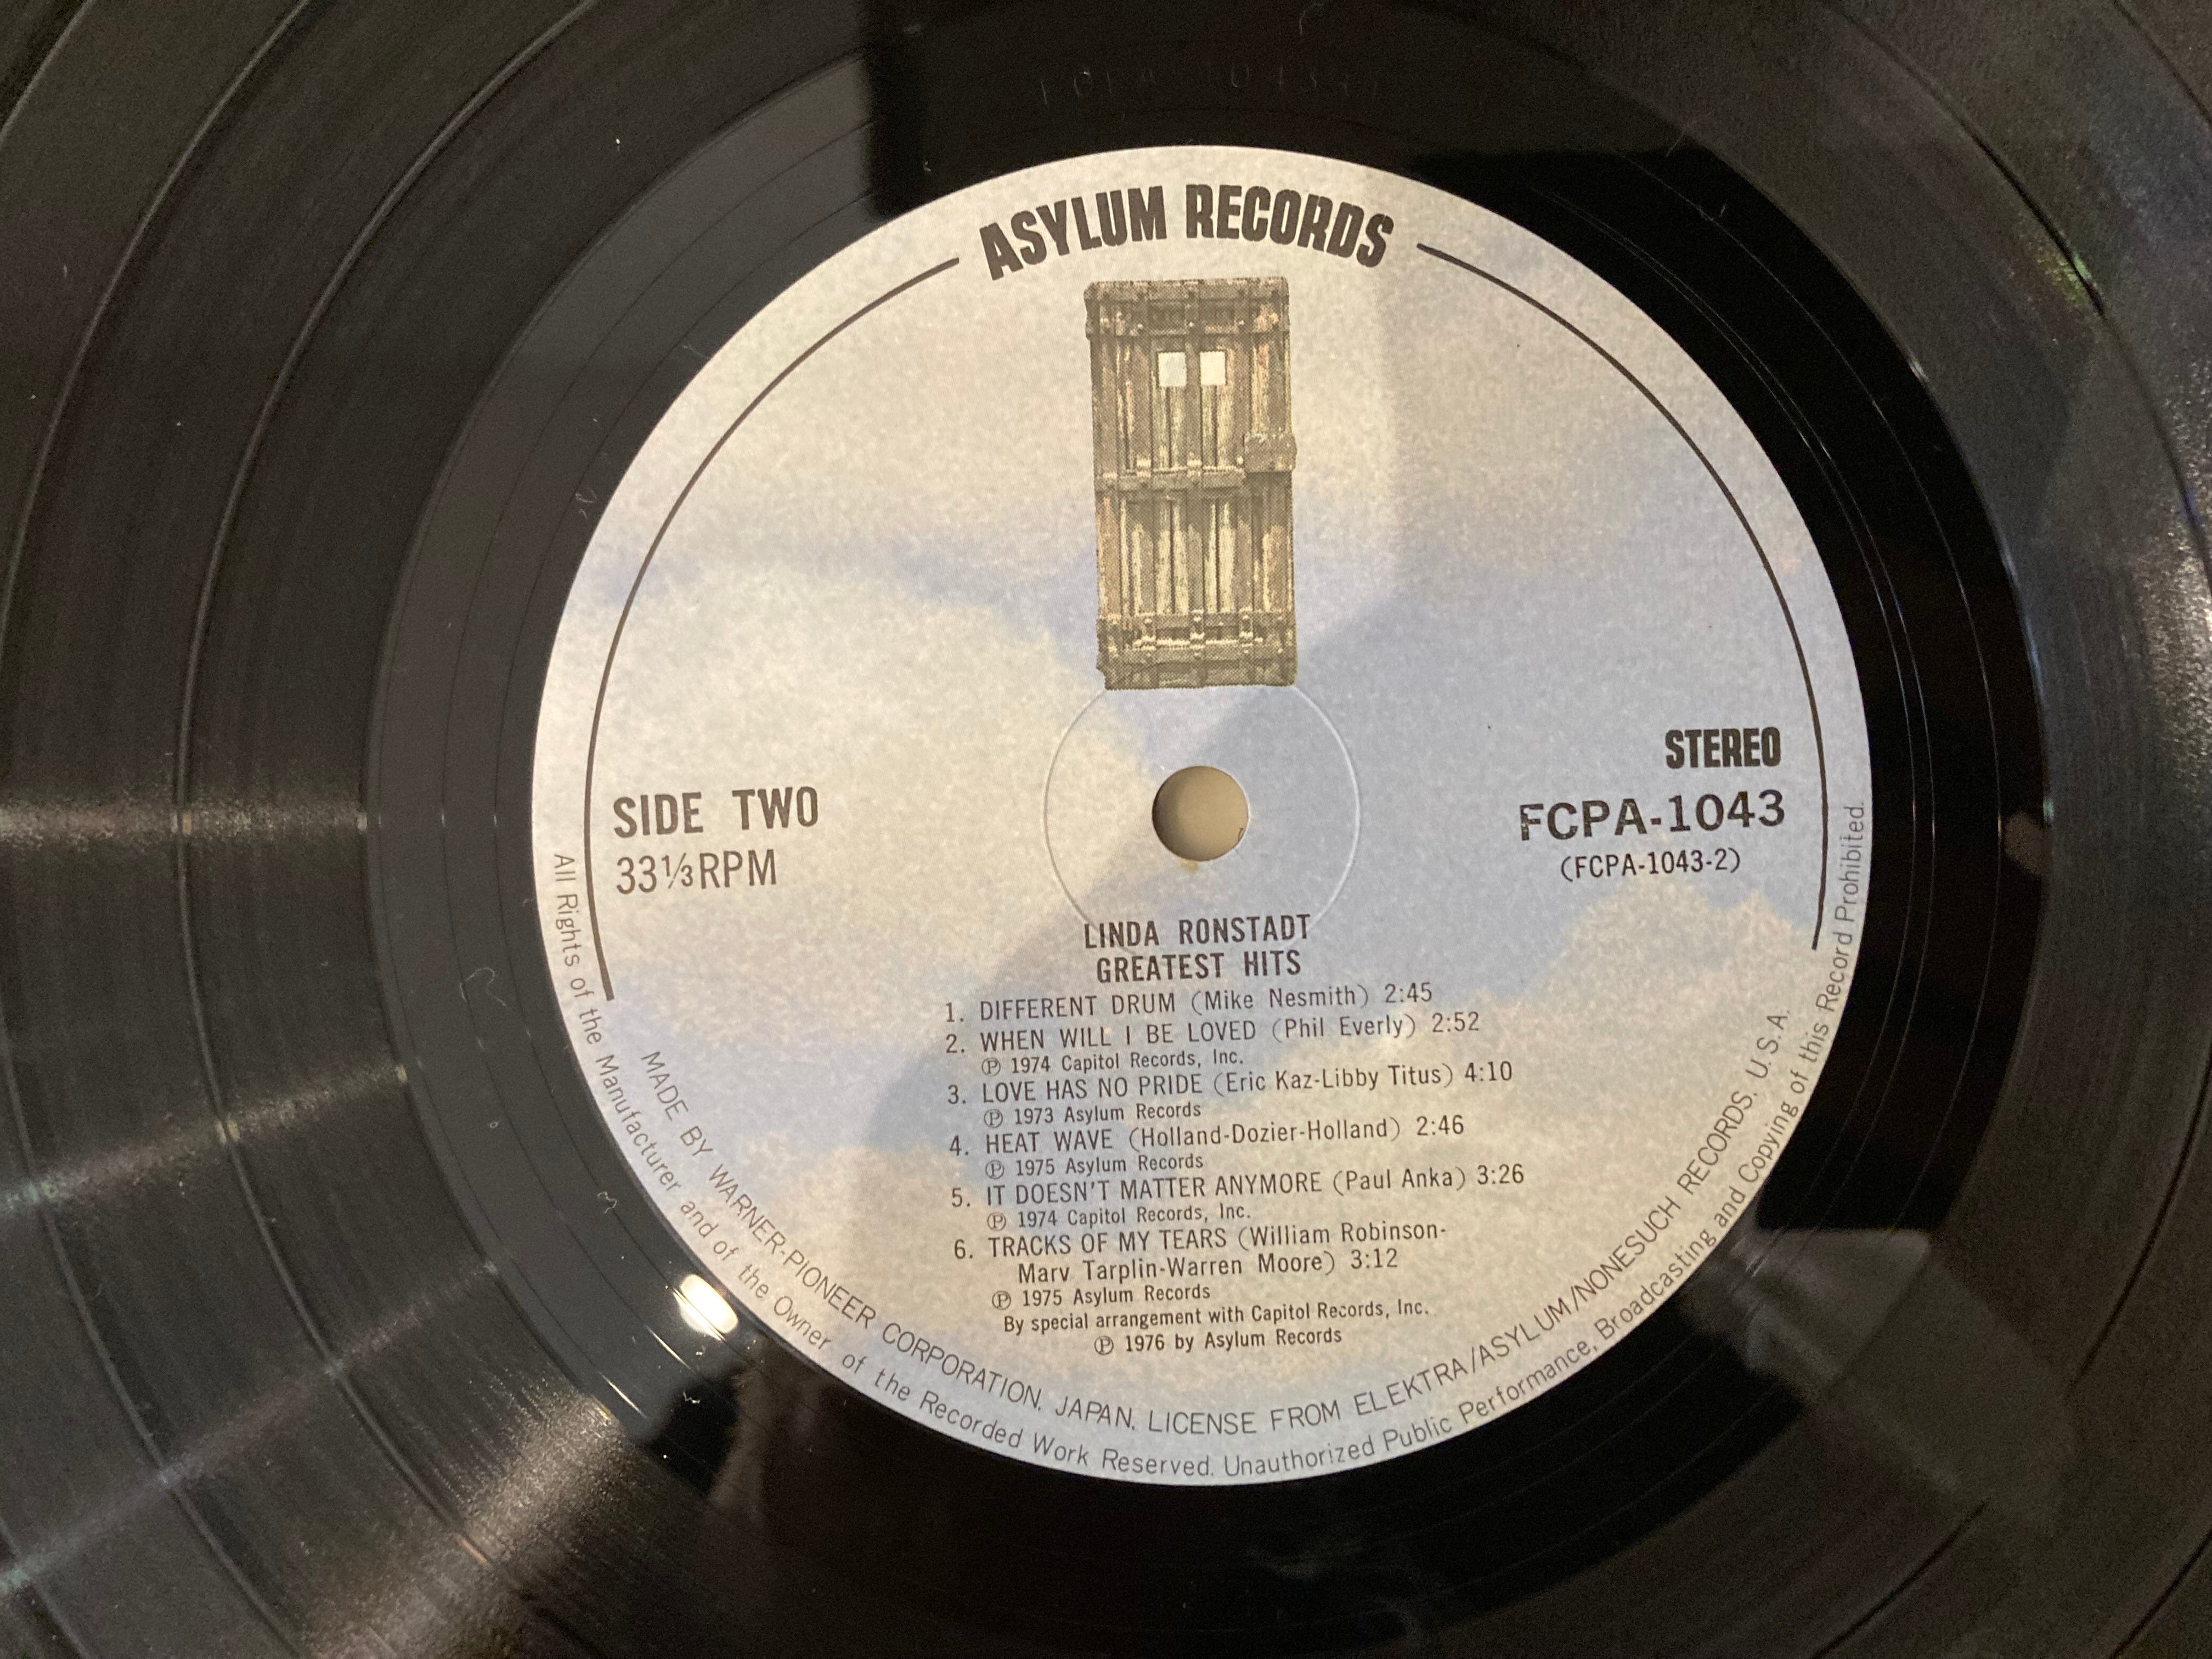 ASYLUM RECORDS
STEREO
SIDE TWO
33⅓RPM
FCPA-1043
(FCPA-1043-2)
LINDA RONSTADT
GREATEST HITS
1. DIFFERENT DRUM (Mike Nesmith) 2:45
2. WHEN WILL I BE LOVED (Phil Everly) 2:52
Ⓟ 1974 Capitol Records, Inc.
3. LOVE HAS NO PRIDE (Eric Kaz-Libby Titus) 4:10
Ⓟ 1973 Asylum Records
4. HEAT WAVE (Holland-Dozier-Holland) 2:46
Ⓟ 1975 Asylum Records
5. IT DOESN'T MATTER ANYMORE (Paul Anka) 3:26
Ⓟ 1974 Capitol Records, Inc.
6. TRACKS OF MY TEARS (William Robinson-
Marv Tarplin-Warren Moore) 3:12
Ⓟ 1975 Asylum Records
By special arrangement with Capitol Records, Inc.
Ⓟ 1976 by Asylum Records
MADE BY WARNER-PIONEER CORPORATION, JAPAN. LICENSE FROM ELEKTRA/ASYLUM/NONESUCH RECORDS, U.S.A.
All Rights of the Manufacturer and of the Owner of the Recorded Work Reserved. Unauthorized Public Performance, Broadcasting and Copying of this Record Prohibited.